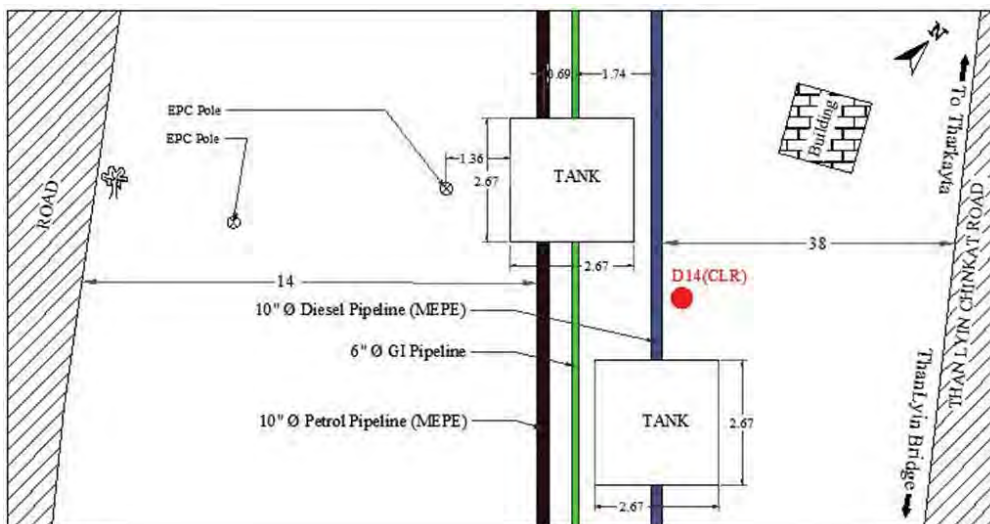 0.69
1.74
N
To Tharkayta
EPC Pole
EPC Pole
1.36
2.67
TANK
Building
ROAD
THAN LYIN CHINKAT ROAD
2.67
38
14
D14(CLR)
10" Ø Diesel Pipeline (MEPE)
6" Ø GI Pipeline
10" Ø Petrol Pipeline (MEPE)
TANK
2.67
2.67
ThanLyin Bridge